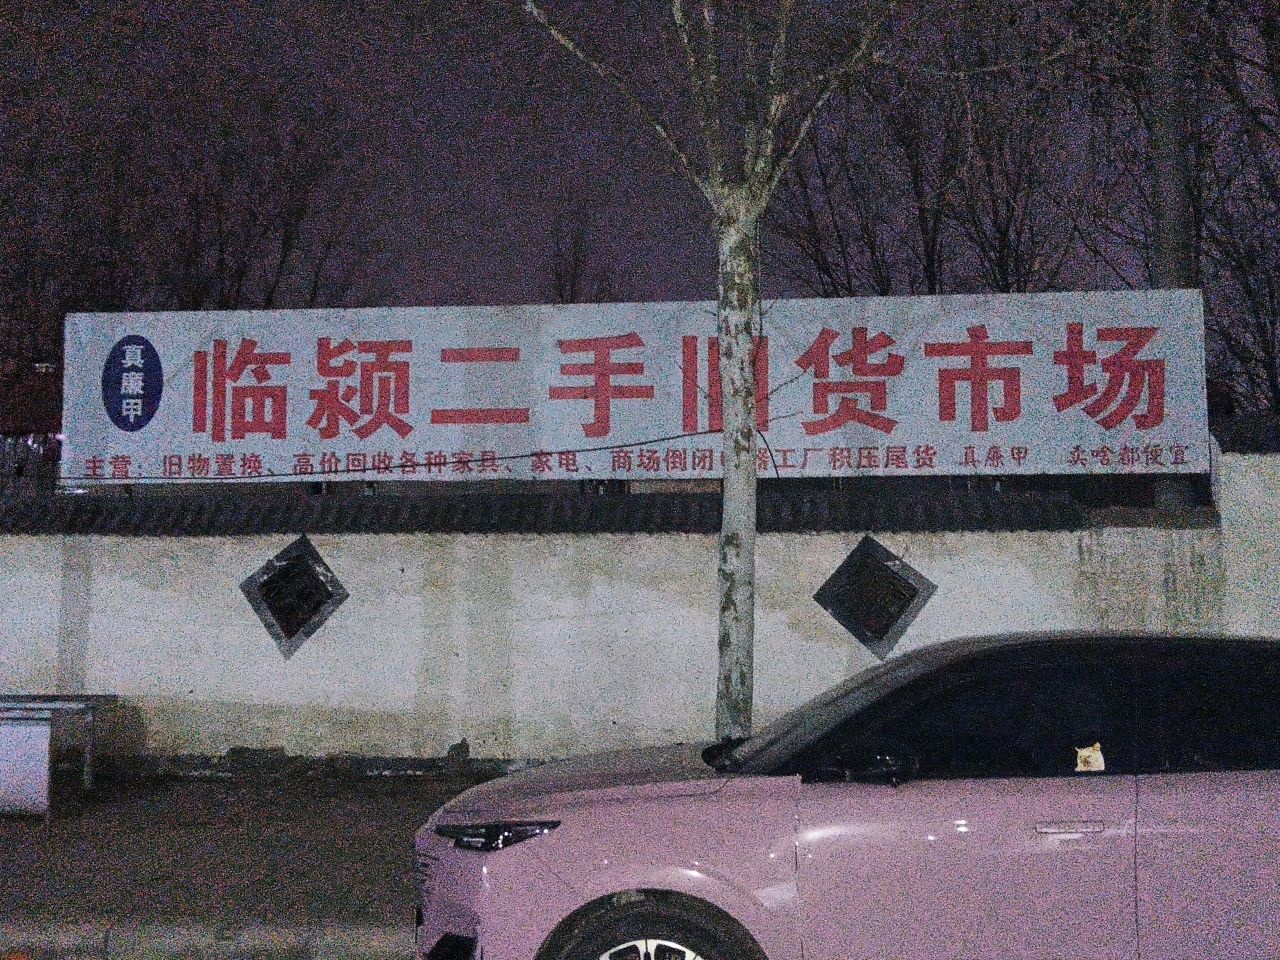 真廉甲
临颍二手旧货市场
主营：旧物置换、高价回收各种家具、家电、商场倒闭 工厂积压尾货 真廉甲 卖啥都便宜